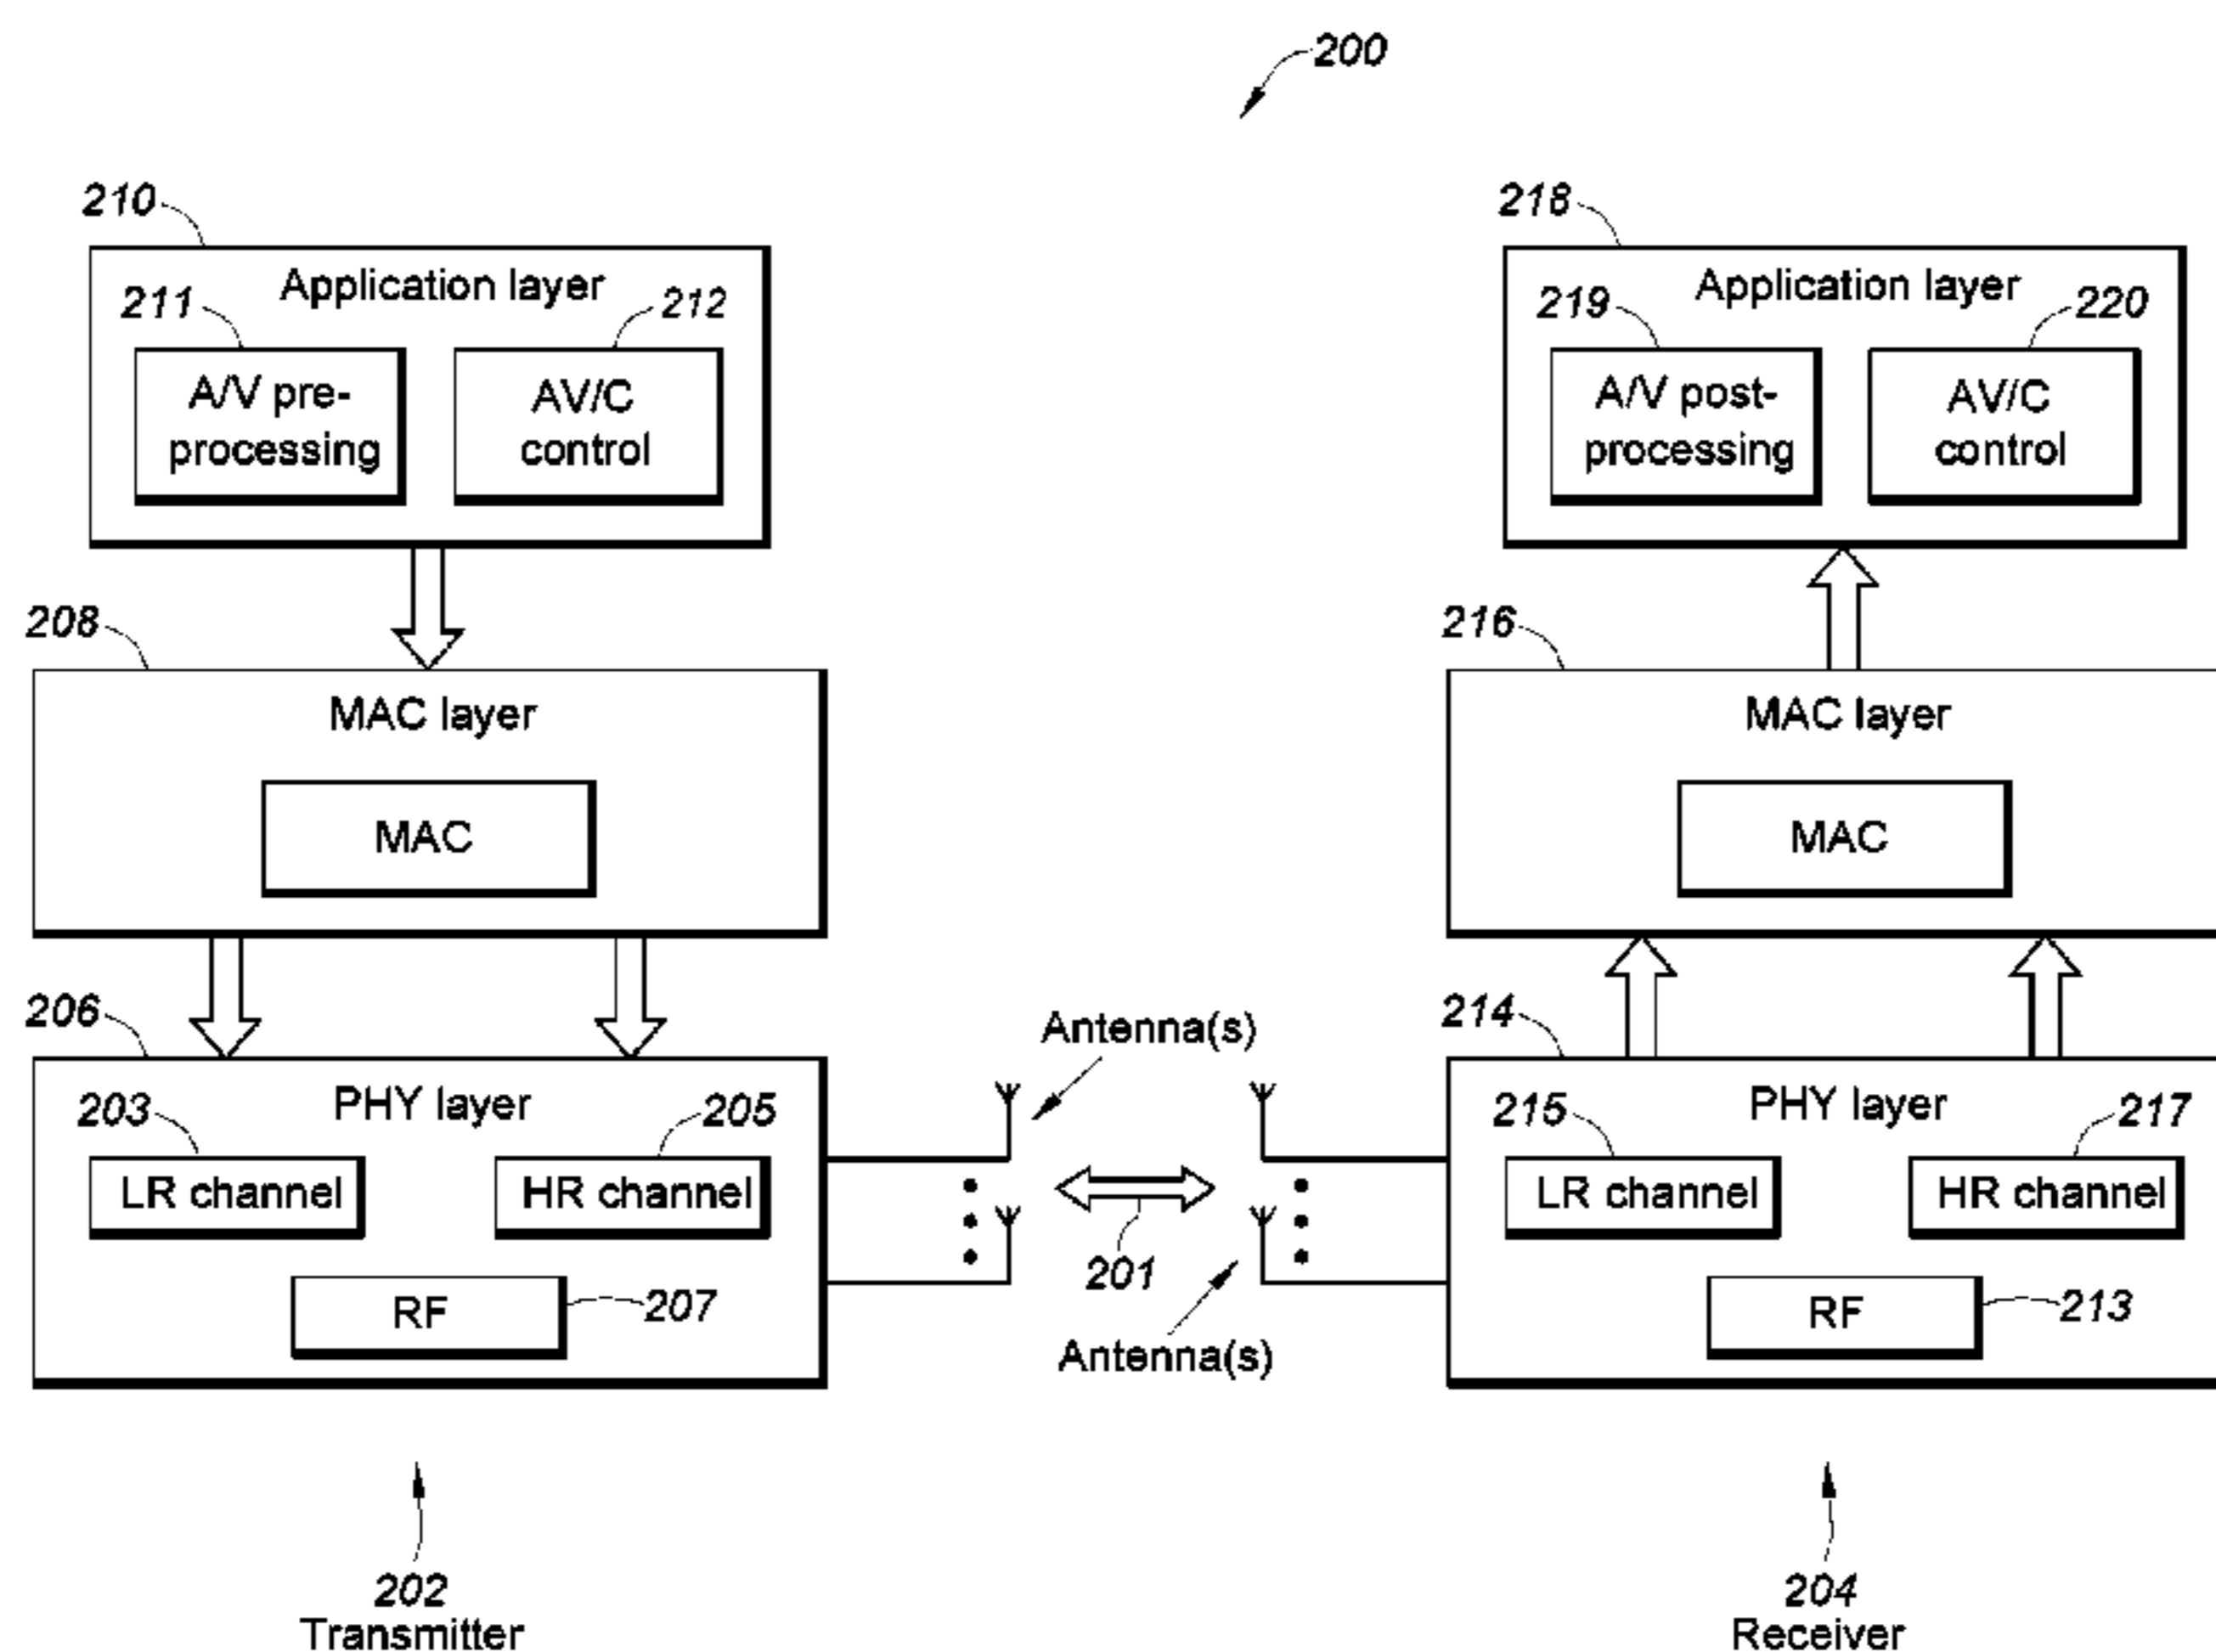 200
210
218
Application layer
211
212
A/V pre-
processing
AV/C
control
Application layer
219
220
A/V post-
processing
AV/C
control
208
MAC layer
MAC
216
MAC layer
MAC
206
PHY layer
203
205
LR channel
HR channel
RF
207
Antenna(s)
201
Antenna(s)
214
PHY layer
215
217
LR channel
HR channel
RF
213
202
Transmitter
204
Receiver